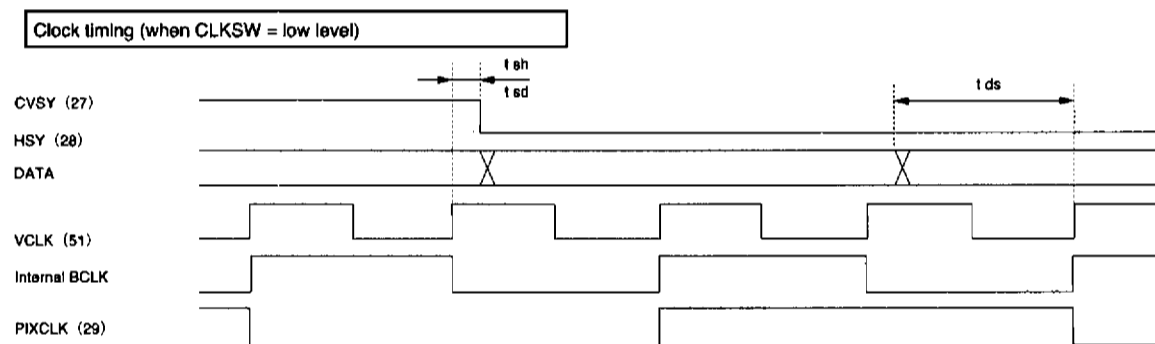 Clock timing (when CLKSW = low level)
t sh
t sd
t ds
CVSY (27)
HSY (28)
DATA
VCLK (51)
Internal BCLK
PIXCLK (29)